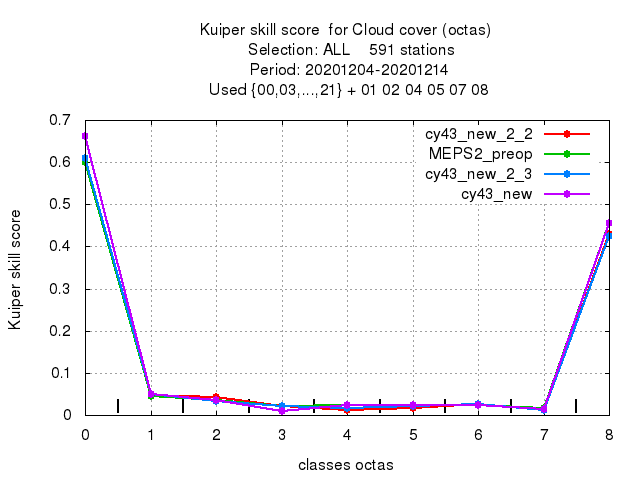 Kuiper skill score  for Cloud cover (octas)
Selection: ALL    591 stations
Period: 20201204-20201214
Used {00,03,...,21} + 01 02 04 05 07 08
cy43_new_2_2
MEPS2_preop
cy43_new_2_3
cy43_new
0.7
0.6
0.5
0.4
0.3
0.2
0.1
0
Kuiper skill score
0 1 2 3 4 5 6 7 8
classes octas